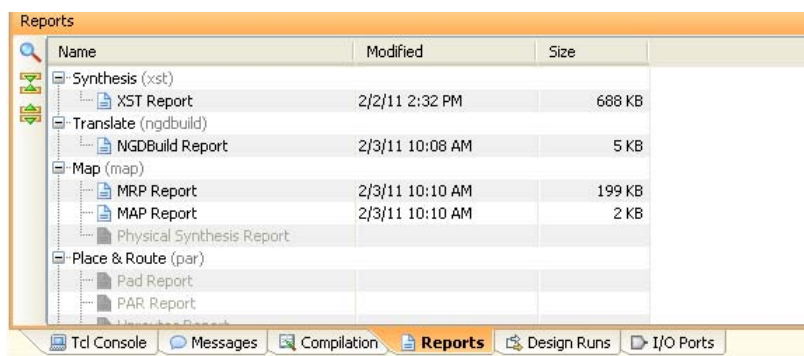 Reports
Name Modified Size
Synthesis (xst)
XST Report 2/2/11 2:32 PM 688 KB
Translate (ngdbuild)
NGDBuild Report 2/3/11 10:08 AM 5 KB
Map (map)
MRP Report 2/3/11 10:10 AM 199 KB
MAP Report 2/3/11 10:10 AM 2 KB
Physical Synthesis Report
Place & Route (par)
Pad Report
PAR Report
Tcl Console Messages Compilation Reports Design Runs I/O Ports